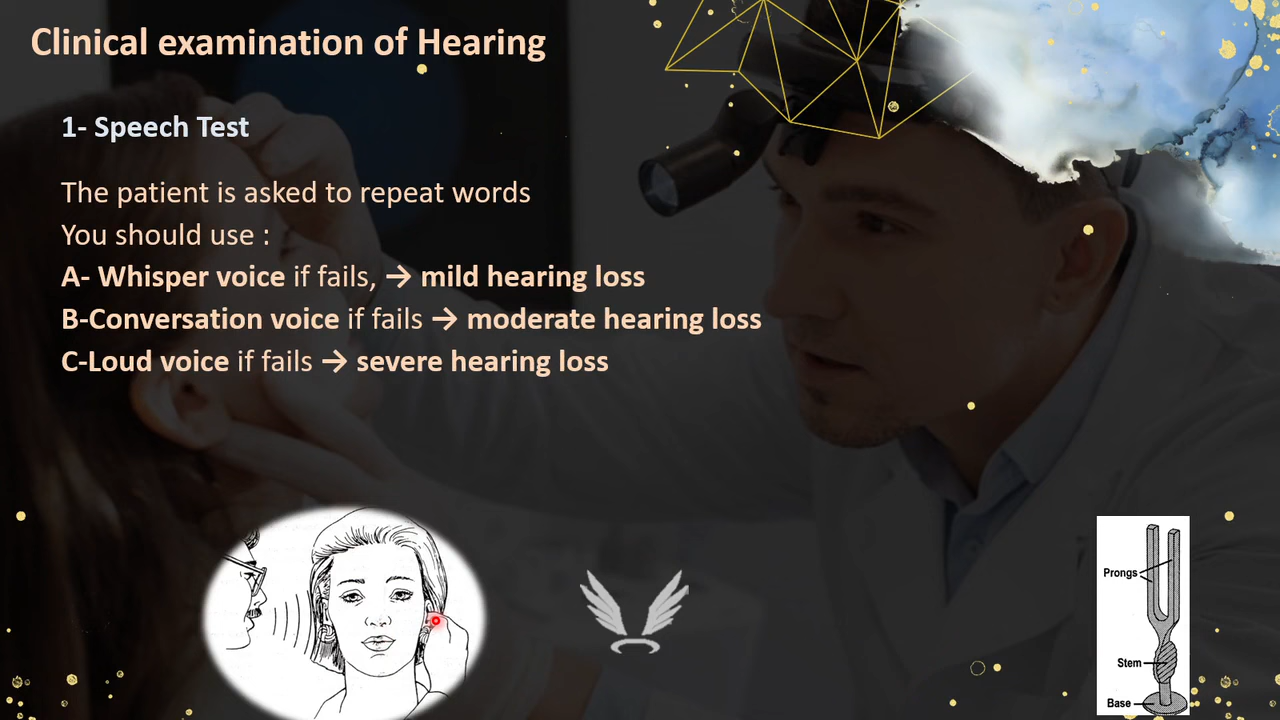 Clinical examination of Hearing
1- Speech Test
The patient is asked to repeat words
You should use :
A- Whisper voice if fails, → mild hearing loss
B-Conversation voice if fails → moderate hearing loss
C-Loud voice if fails → severe hearing loss
Prongs
Stem
Base